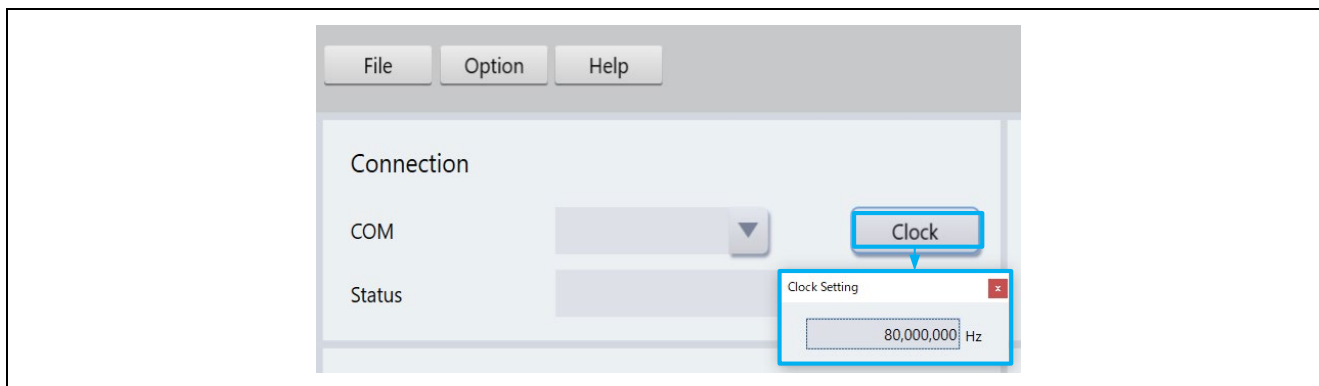 File Option Help
Connection
COM Clock
Status
Clock Setting x
80,000,000 Hz